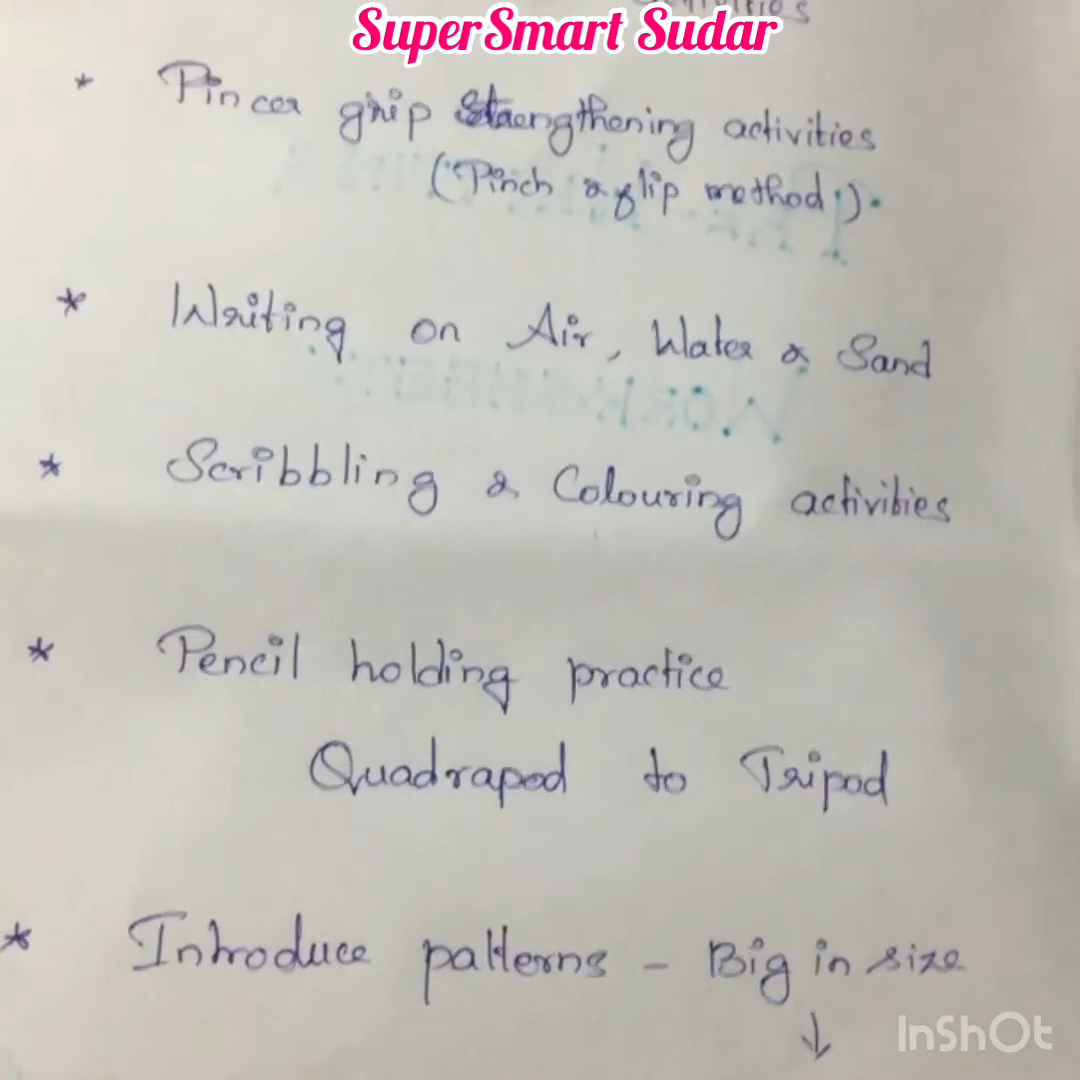 SuperSmart Sudar
* Pincer grip Strengthening activities
("Pinch & flip method".)
* Writing on Air, Water & Sand
* Scribbling & Colouring activities
* Pencil holding practice
Quadrapod to Tripod
* Introduce patterns - Big in size
↓
InShOt